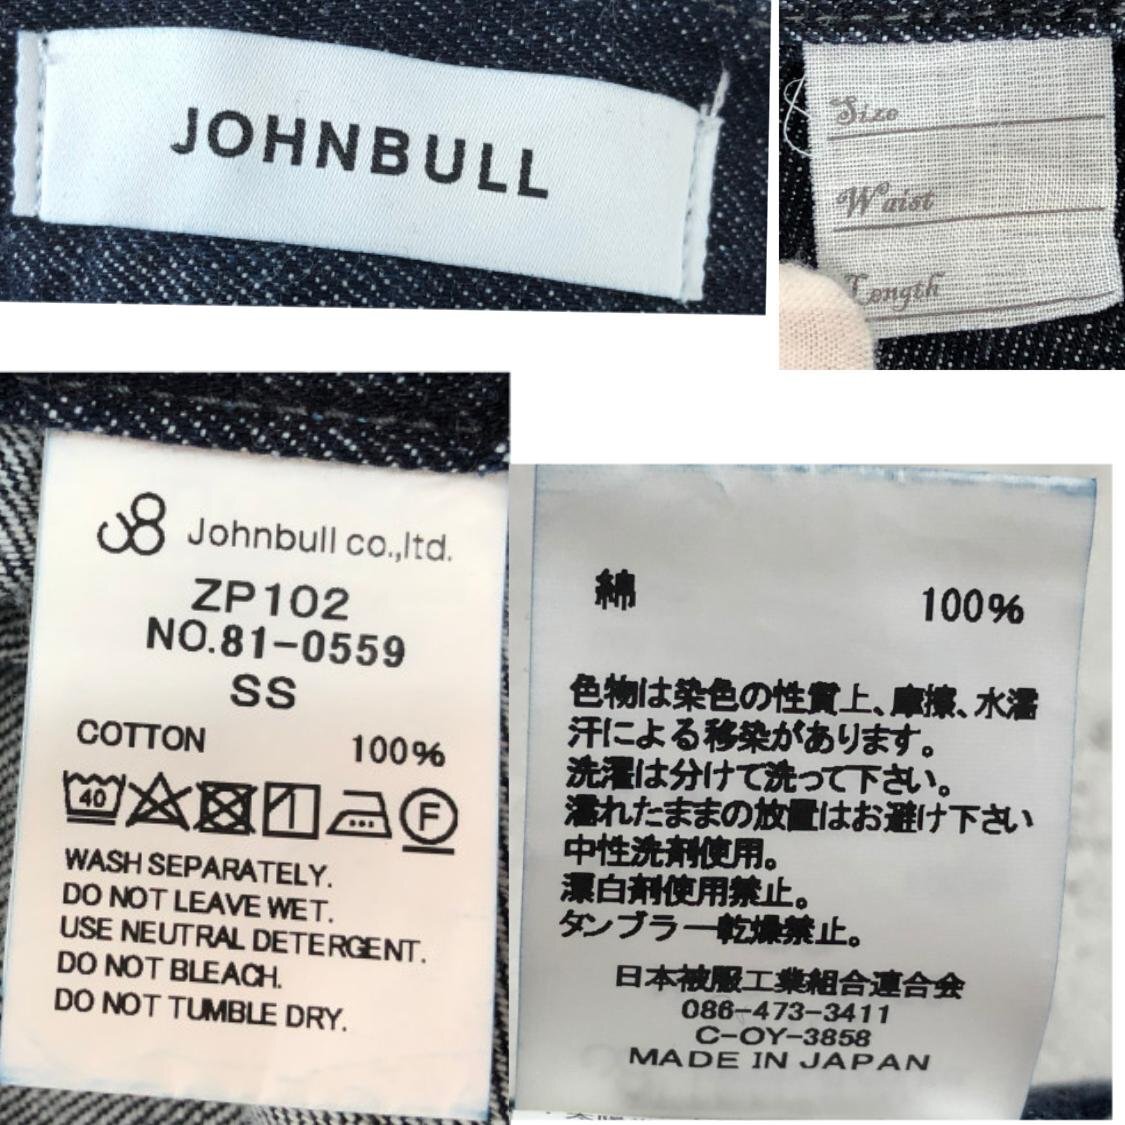 JOHNBULL
Size
Waist
Length
Johnbull co.,ltd.
ZP102
NO.81-0559
SS
COTTON 100%
40
F
WASH SEPARATELY.
DO NOT LEAVE WET.
USE NEUTRAL DETERGENT.
DO NOT BLEACH.
DO NOT TUMBLE DRY.
綿 100%
色物は染色の性質上、摩擦、水濡
汗による移染があります。
洗濯は分けて洗って下さい。
濡れたままの放置はお避け下さい
中性洗剤使用。
漂白剤使用禁止。
タンブラー乾燥禁止。
日本被服工業組合連合会
086-473-3411
C-OY-3858
MADE IN JAPAN